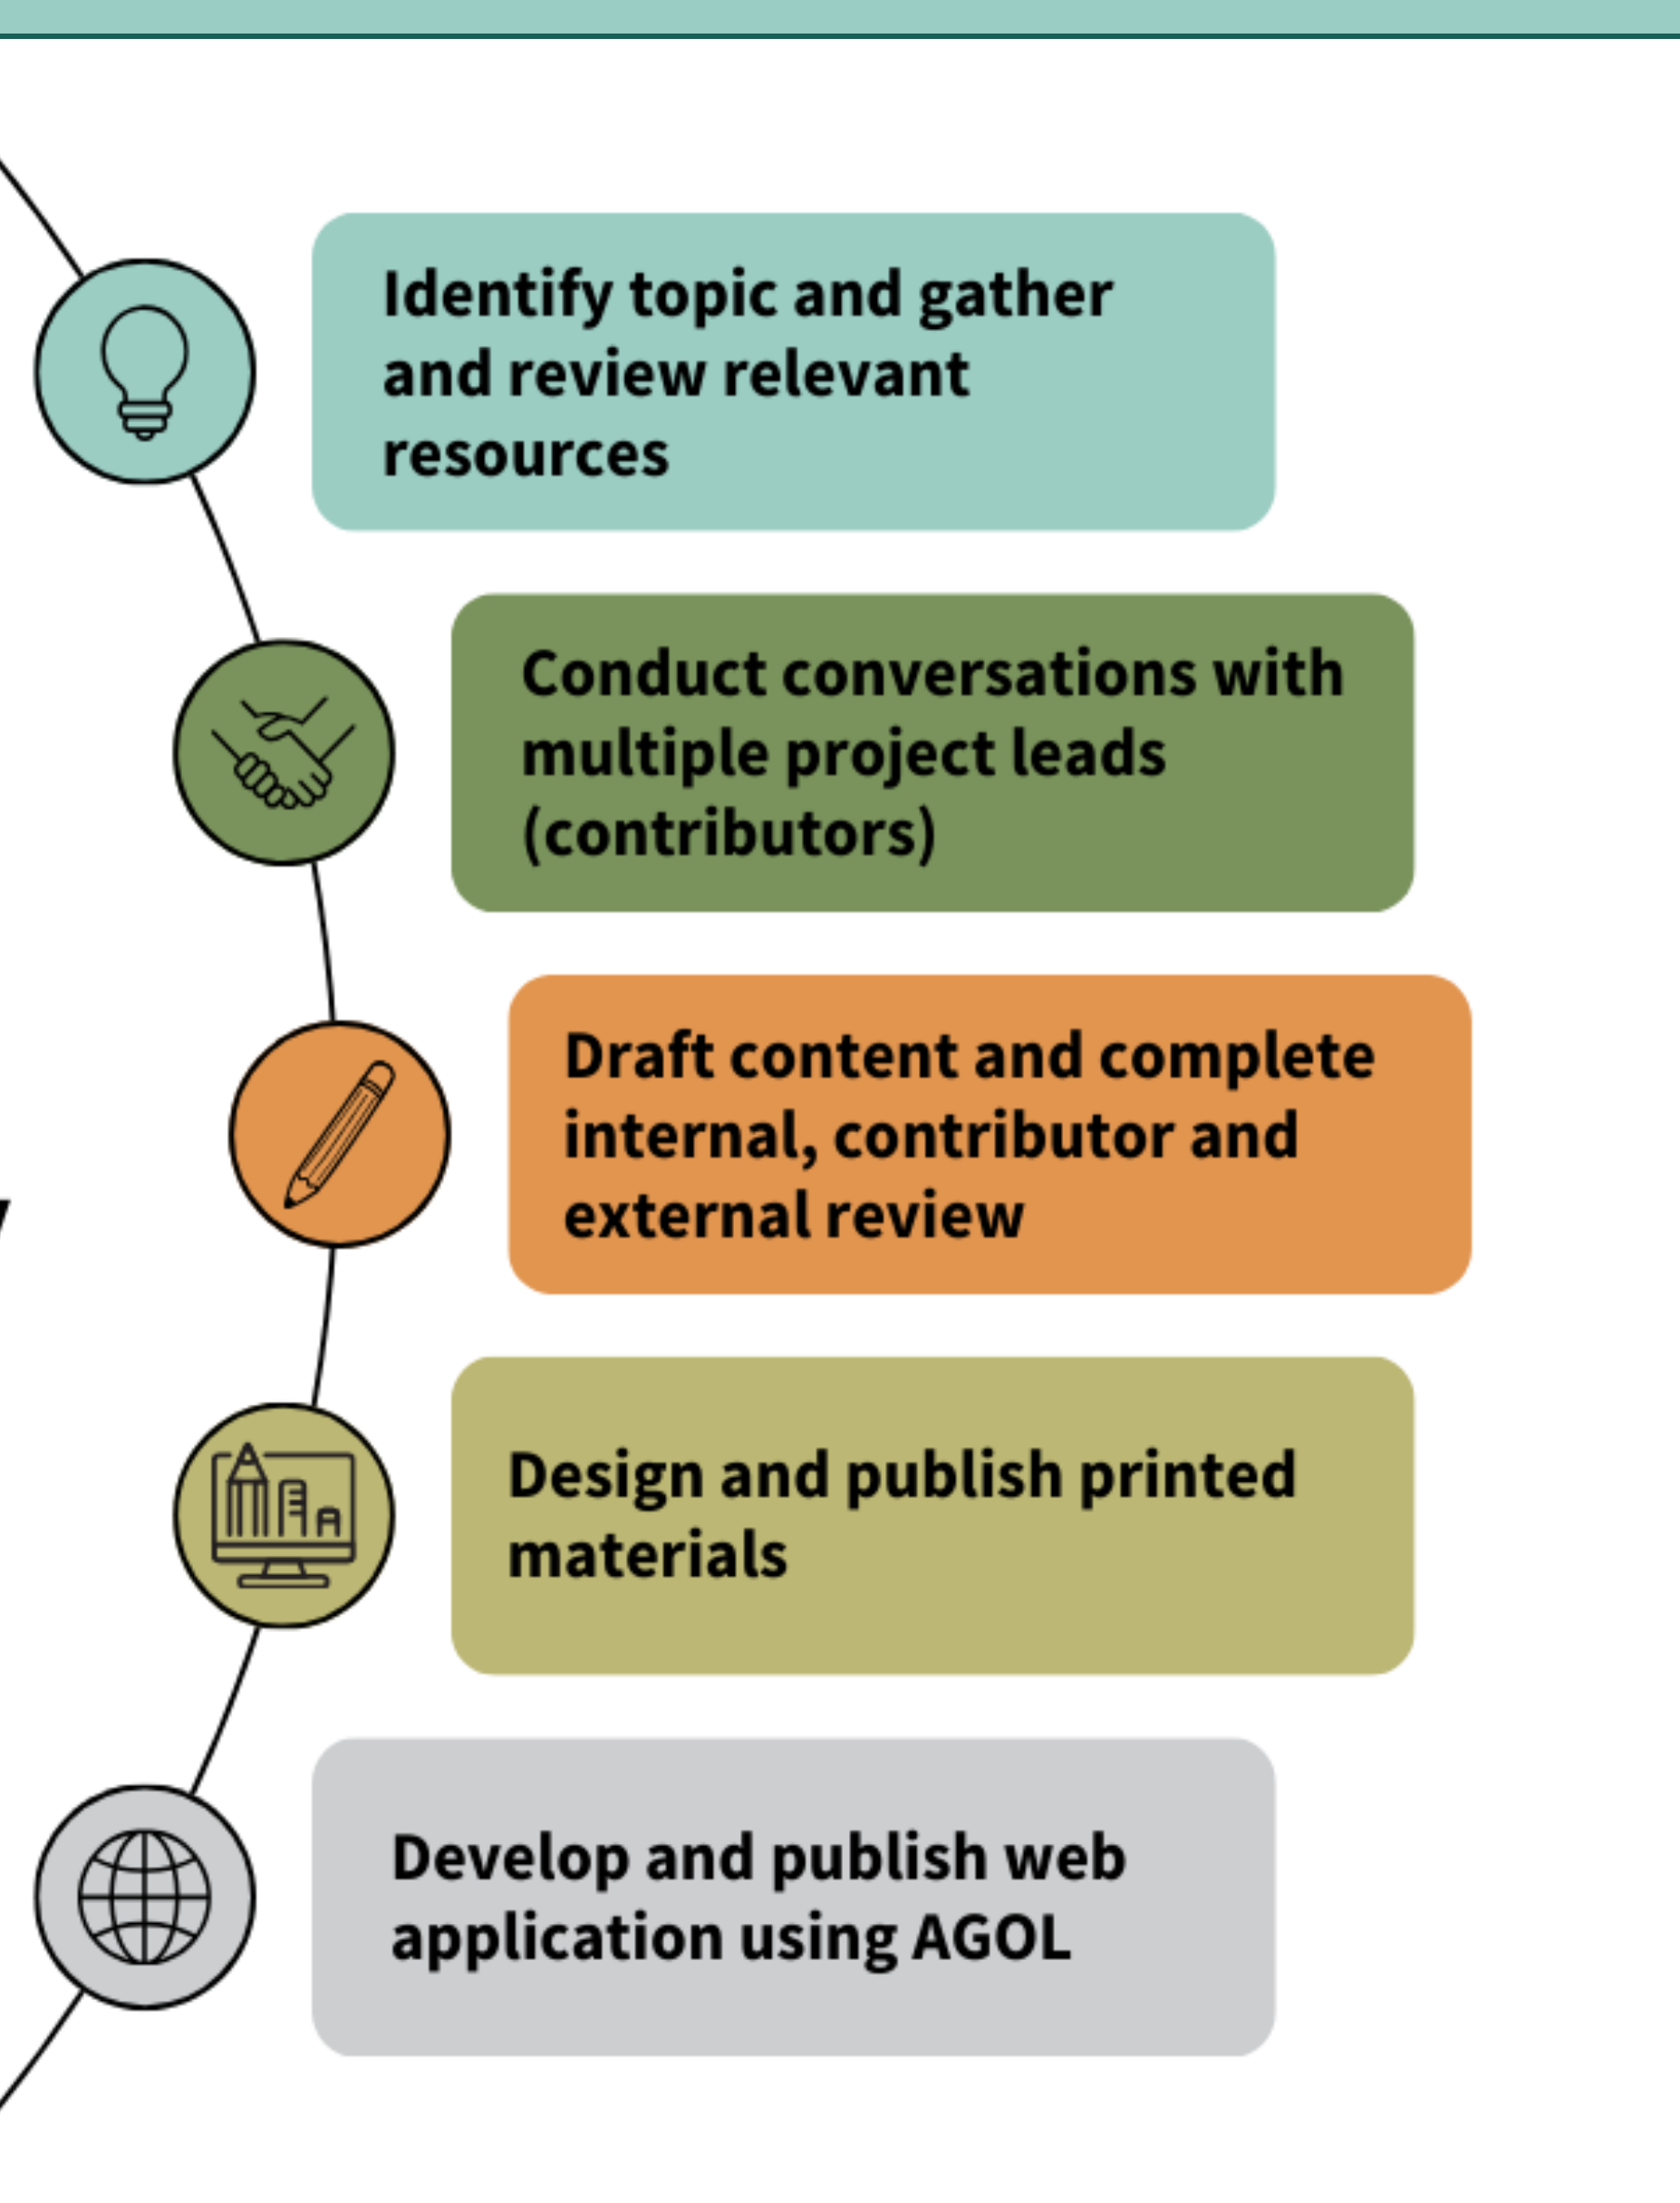 Identify topic and gather
and review relevant
resources
Conduct conversations with
multiple project leads
(contributors)
Draft content and complete
internal, contributor and
external review
Design and publish printed
materials
Develop and publish web
application using AGOL